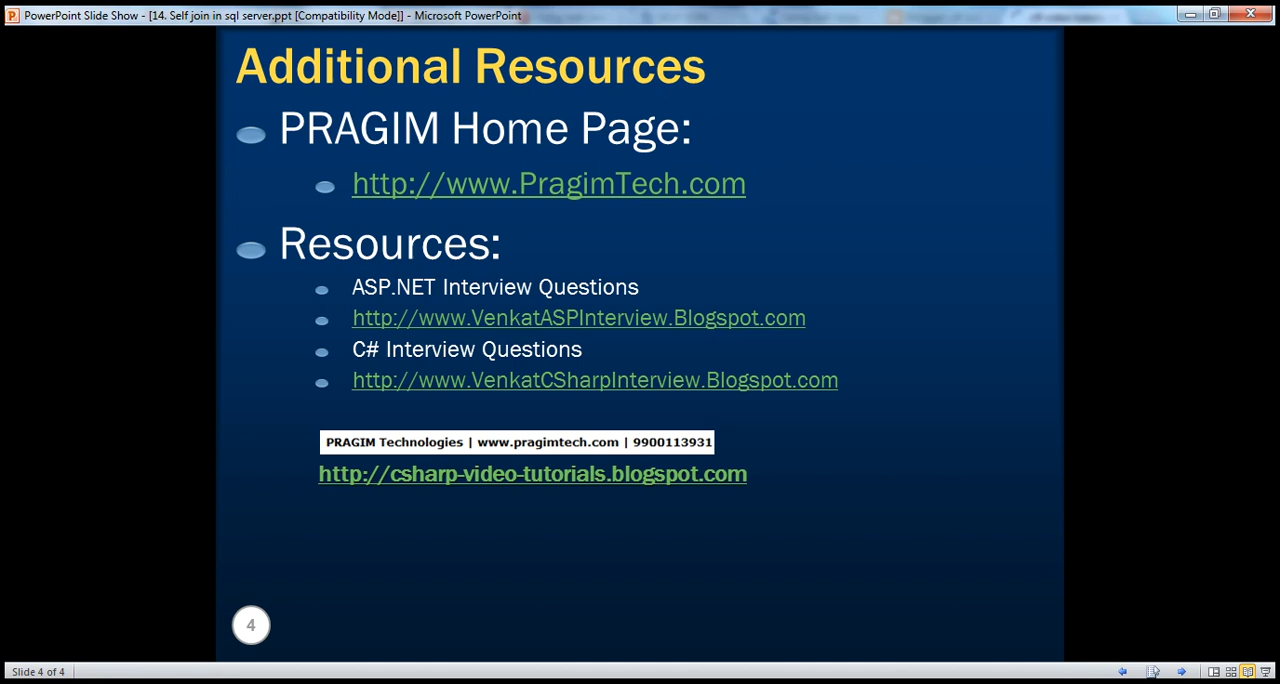 PowerPoint Slide Show - [14. Self join in sql server.ppt [Compatibility Mode]] - Microsoft PowerPoint
Additional Resources
PRAGIM Home Page:
http://www.PragimTech.com
Resources:
ASP.NET Interview Questions
http://www.VenkatASPInterview.Blogspot.com
C# Interview Questions
http://www.VenkatCSharpInterview.Blogspot.com
PRAGIM Technologies | www.pragimtech.com | 9900113931
http://csharp-video-tutorials.blogspot.com
4
Slide 4 of 4